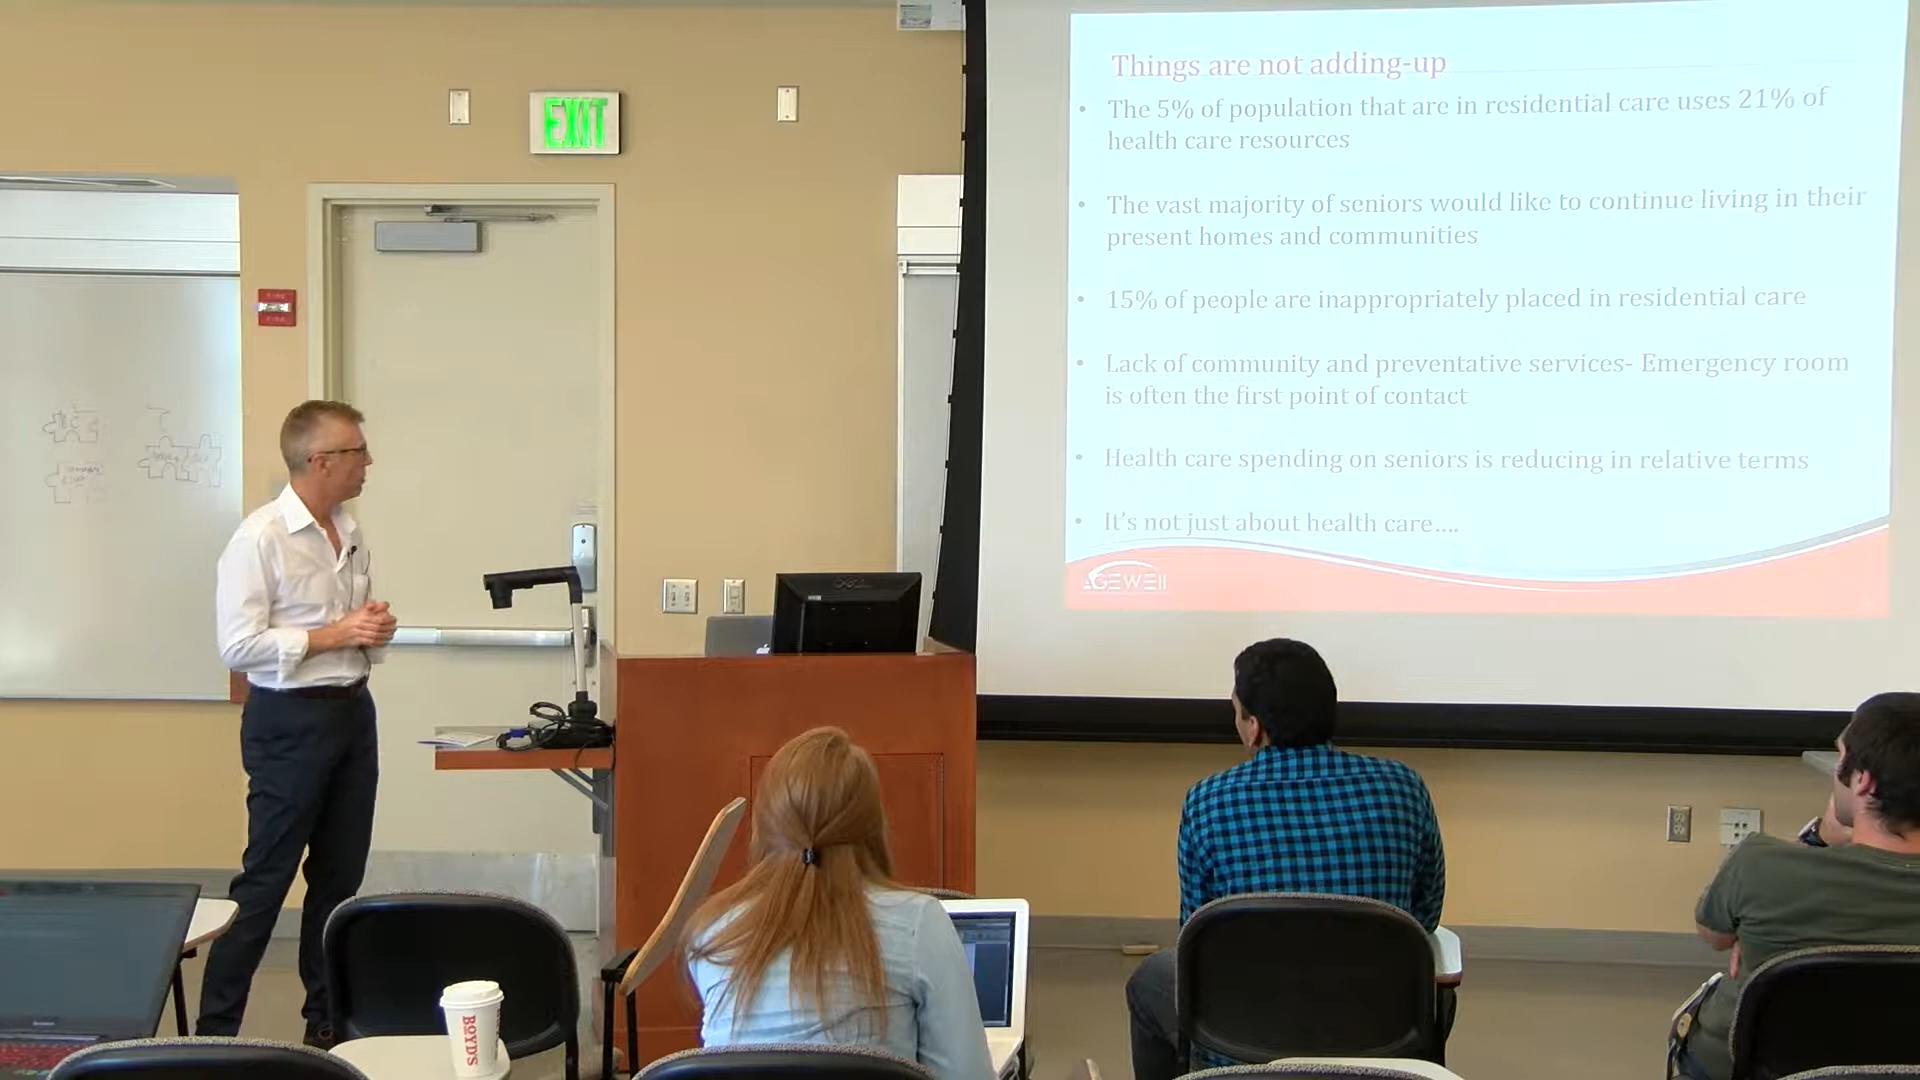 EXIT
Things are not adding-up
• The 5% of population that are in residential care uses 21% of
health care resources
• The vast majority of seniors would like to continue living in their
present homes and communities
• 15% of people are inappropriately placed in residential care
• Lack of community and preventative services- Emergency room
is often the first point of contact
• Health care spending on seniors is reducing in relative terms
• It's not just about health care....
AGEWELL
FIRE
FIRE
DELL
BOYD'S